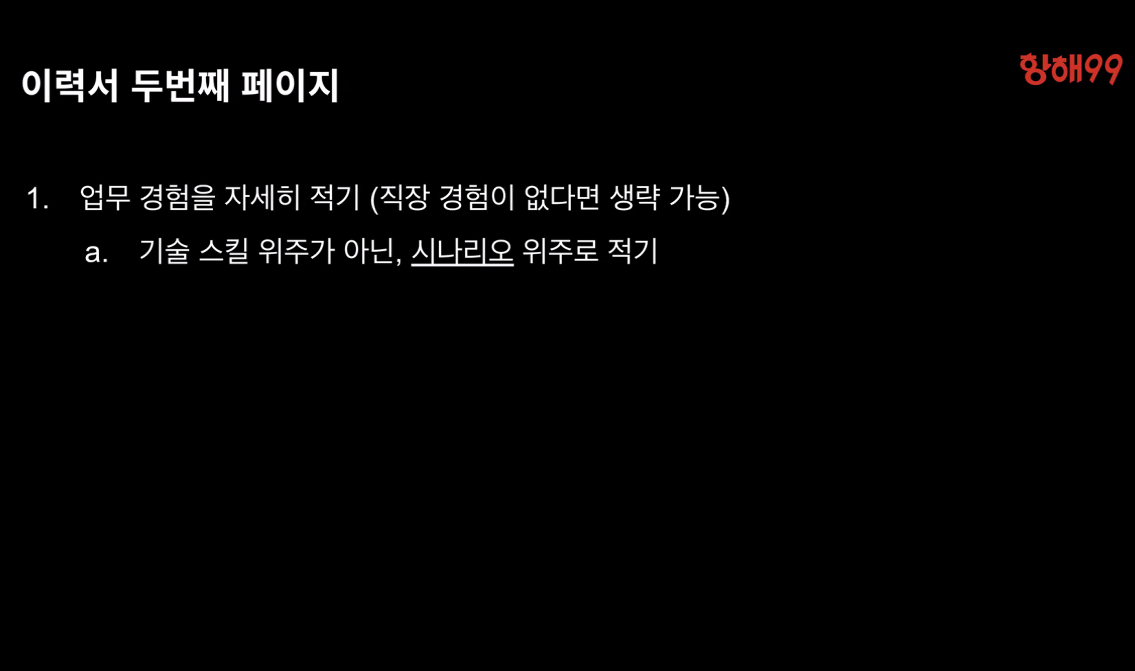 이력서 두번째 페이지
항해99
1. 업무 경험을 자세히 적기 (직장 경험이 없다면 생략 가능)
a. 기술 스킬 위주가 아닌, 시나리오 위주로 적기